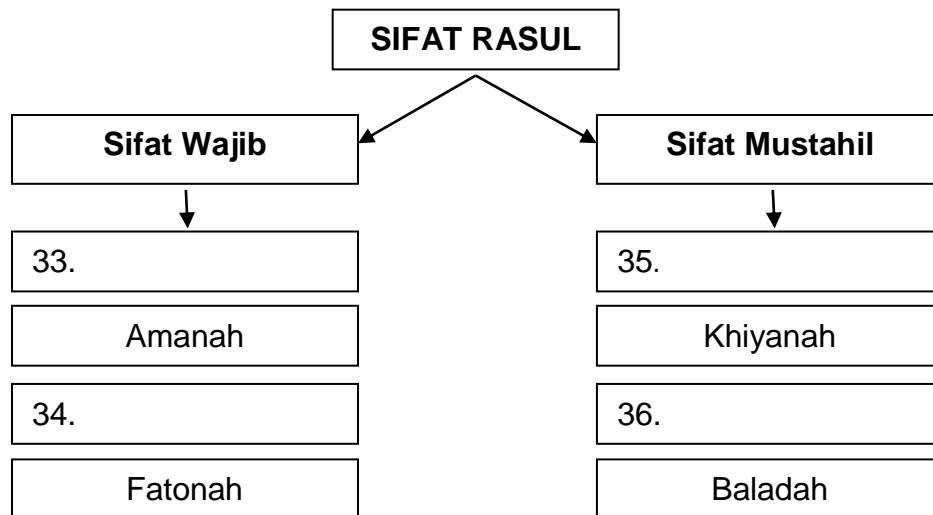 SIFAT RASUL
Sifat Wajib
Sifat Mustahil
33.
35.
Amanah
Khiyanah
34.
36.
Fatonah
Baladah